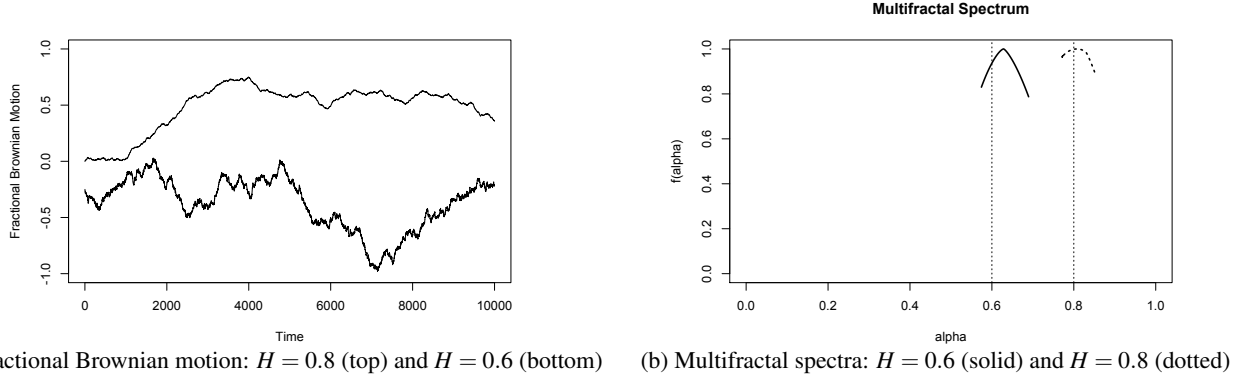 Multifractal Spectrum
1.0
0.5
0.0
-0.5
-1.0
Fractional Brownian Motion
0 2000 4000 6000 8000 10000
Time
1.0
0.8
0.6
0.4
0.2
0.0
f(alpha)
0.0 0.2 0.4 0.6 0.8 1.0
alpha
actional Brownian motion: H = 0.8 (top) and H = 0.6 (bottom)
(b) Multifractal spectra: H = 0.6 (solid) and H = 0.8 (dotted)